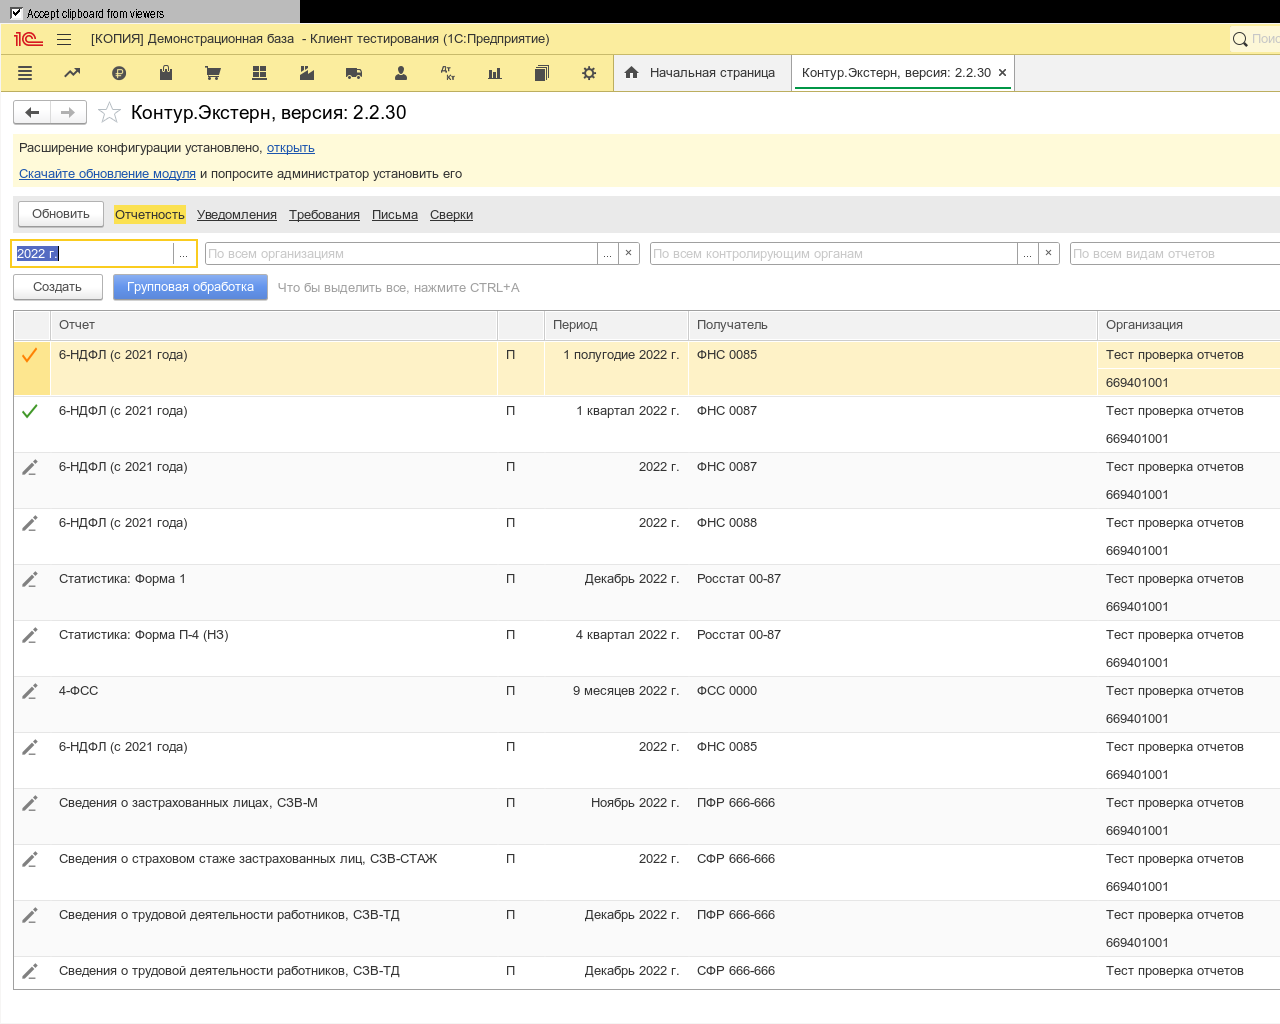 Accept clipboard from viewers
1С [КОПИЯ] Демонстрационная база - Клиент тестирования (1С:Предприятие) Поис
Дт Кт Начальная страница Контур.Экстерн, версия: 2.2.30 ×
Контур.Экстерн, версия: 2.2.30
Расширение конфигурации установлено, открыть
Скачайте обновление модуля и попросите администратор установить его
Обновить Отчетность Уведомления Требования Письма Сверки
2022 г. ... По всем организациям ... × По всем контролирующим органам ... × По всем видам отчетов
Создать Групповая обработка Что бы выделить все, нажмите CTRL+A
Отчет Период Получатель Организация
6-НДФЛ (с 2021 года) П 1 полугодие 2022 г. ФНС 0085 Тест проверка отчетов
669401001
6-НДФЛ (с 2021 года) П 1 квартал 2022 г. ФНС 0087 Тест проверка отчетов
669401001
6-НДФЛ (с 2021 года) П 2022 г. ФНС 0087 Тест проверка отчетов
669401001
6-НДФЛ (с 2021 года) П 2022 г. ФНС 0088 Тест проверка отчетов
669401001
Статистика: Форма 1 П Декабрь 2022 г. Росстат 00-87 Тест проверка отчетов
669401001
Статистика: Форма П-4 (НЗ) П 4 квартал 2022 г. Росстат 00-87 Тест проверка отчетов
669401001
4-ФСС П 9 месяцев 2022 г. ФСС 0000 Тест проверка отчетов
669401001
6-НДФЛ (с 2021 года) П 2022 г. ФНС 0085 Тест проверка отчетов
669401001
Сведения о застрахованных лицах, СЗВ-М П Ноябрь 2022 г. ПФР 666-666 Тест проверка отчетов
669401001
Сведения о страховом стаже застрахованных лиц, СЗВ-СТАЖ П 2022 г. СФР 666-666 Тест проверка отчетов
669401001
Сведения о трудовой деятельности работников, СЗВ-ТД П Декабрь 2022 г. ПФР 666-666 Тест проверка отчетов
669401001
Сведения о трудовой деятельности работников, СЗВ-ТД П Декабрь 2022 г. СФР 666-666 Тест проверка отчетов